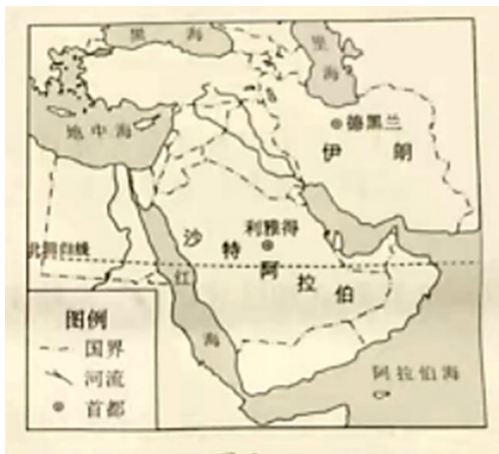 黑海
里海
地中海
德黑兰
伊朗
利雅得
沙特阿拉伯
北回归线
红海
阿拉伯海
图例
国界
河流
首都